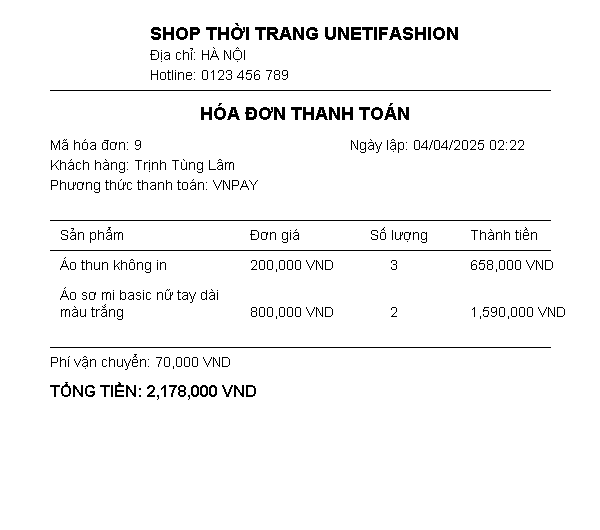 SHOP THỜI TRANG UNETIFASHION
Địa chỉ: HÀ NỘI
Hotline: 0123 456 789
HÓA ĐƠN THANH TOÁN
Mã hóa đơn: 9 Ngày lập: 04/04/2025 02:22
Khách hàng: Trịnh Tùng Lâm
Phương thức thanh toán: VNPAY
Sản phẩm Đơn giá Số lượng Thành tiền
Áo thun không in 200,000 VND 3 658,000 VND
Áo sơ mi basic nữ tay dài
màu trắng 800,000 VND 2 1,590,000 VND
Phí vận chuyển: 70,000 VND
TỔNG TIỀN: 2,178,000 VND